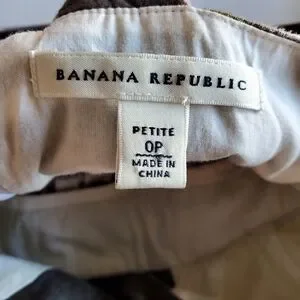 BANANA REPUBLIC
PETITE
0P
MADE IN
CHINA